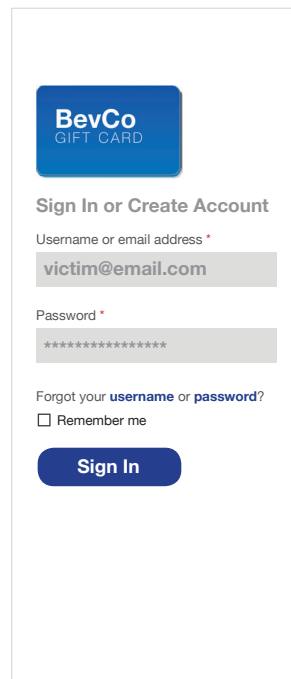 BevCo
GIFT CARD
Sign In or Create Account
Username or email address *
victim@email.com
Password *
****************
Forgot your username or password?
Remember me
Sign In